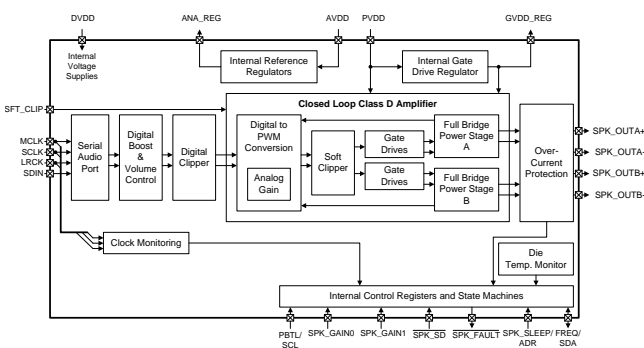 DVDD
ANA_REG
AVDD
PVDD
GVDD_REG
Internal
Voltage
Supplies
Internal Reference
Regulators
Internal Gate
Drive Regulator
SFT_CLIP
Closed Loop Class D Amplifier
MCLK
SCLK
LRCK
SDIN
Serial
Audio
Port
Digital
Boost
&
Volume
Control
Digital
Clipper
Digital to
PWM
Conversion
Analog
Gain
Soft
Clipper
Gate
Drives
Gate
Drives
Full Bridge
Power Stage
A
Full Bridge
Power Stage
B
Over-
Current
Protection
SPK_OUTA+
SPK_OUTA-
SPK_OUTB+
SPK_OUTB-
Clock Monitoring
Die
Temp. Monitor
Internal Control Registers and State Machines
PBTL/
SCL
SPK_GAIN0
SPK_GAIN1
SPK_SD
SPK_FAULT
SPK_SLEEP/
ADR
FREQ/
SDA